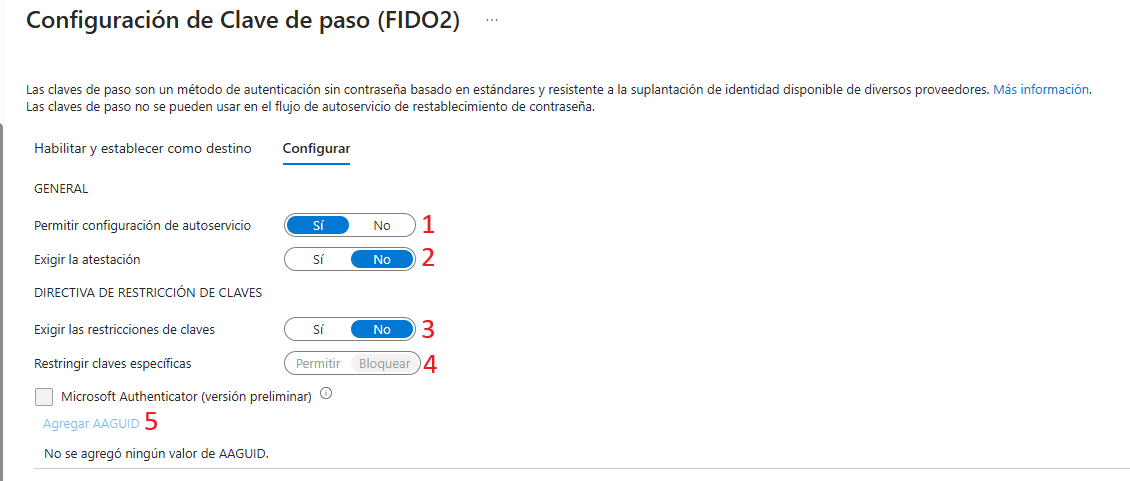 Configuración de Clave de paso (FIDO2) ...
Las claves de paso son un método de autenticación sin contraseña basado en estándares y resistente a la suplantación de identidad disponible de diversos proveedores. Más información.
Las claves de paso no se pueden usar en el flujo de autoservicio de restablecimiento de contraseña.
Habilitar y establecer como destino Configurar
GENERAL
Permitir configuración de autoservicio Sí No 1
Exigir la atestación Sí No 2
DIRECTIVA DE RESTRICCIÓN DE CLAVES
Exigir las restricciones de claves Sí No 3
Restringir claves específicas Permitir Bloquear 4
Microsoft Authenticator (versión preliminar)
Agregar AAGUID 5
No se agregó ningún valor de AAGUID.